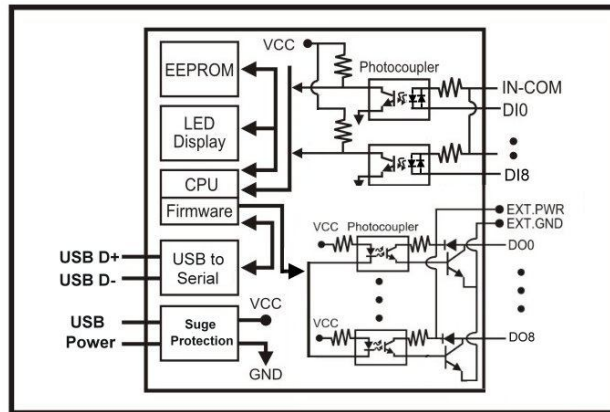 EEPROM
LED
Display
CPU
Firmware
USB to
Serial
Suge
Protection
USB D+
USB D-
USB
Power
VCC
GND
VCC
Photocoupler
IN-COM
DI0
Photocoupler
DI8
EXT.PWR
EXT.GND
VCC
Photocoupler
DO0
VCC
DO8